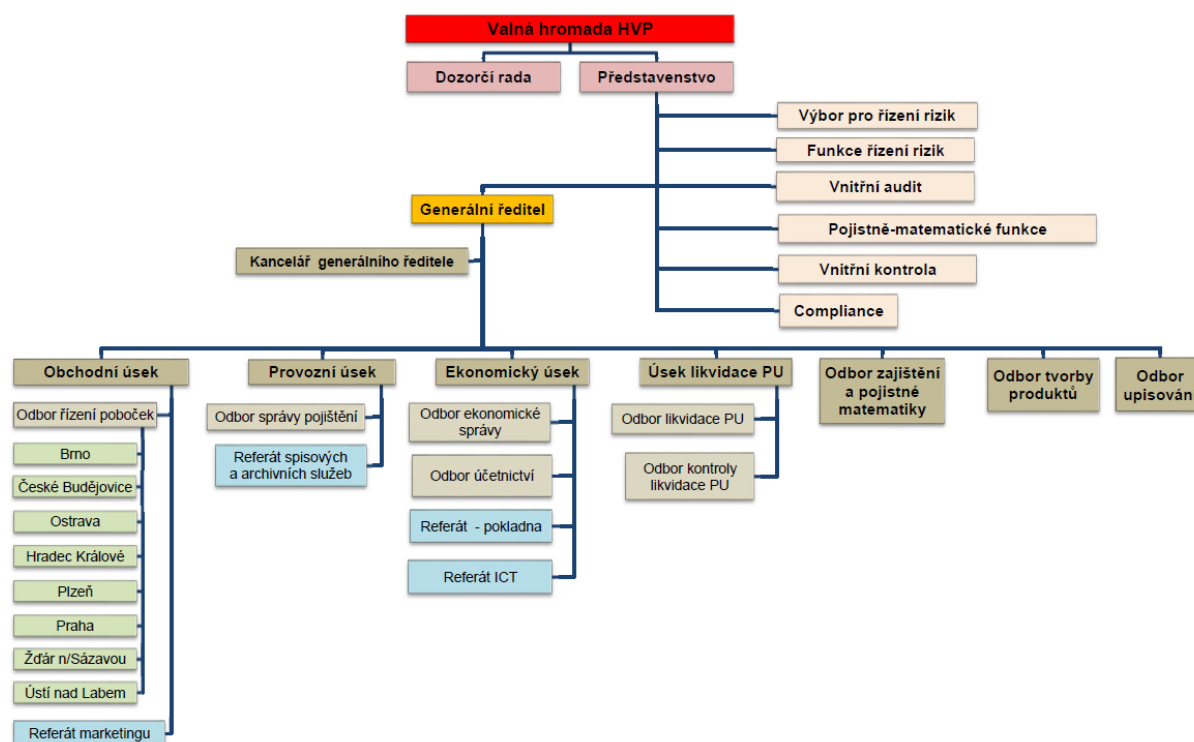 Valná hromada HVP
Dozorčí rada
Představenstvo
Výbor pro řízení rizik
Funkce řízení rizik
Vnitřní audit
Generální ředitel
Pojistně-matematické funkce
Kancelář generálního ředitele
Vnitřní kontrola
Compliance
Obchodní úsek
Provozní úsek
Ekonomický úsek
Úsek likvidace PU
Odbor zajištění
a pojistné
matematiky
Odbor tvorby
produktů
Odbor
upisování
Odbor řízení poboček
Brno
České Budějovice
Ostrava
Hradec Králové
Plzeň
Praha
Žďár n/Sázavou
Ústí nad Labem
Referát marketingu
Odbor správy pojištění
Referát spisových
a archivních služeb
Odbor ekonomické
správy
Odbor účetnictví
Referát - pokladna
Referát ICT
Odbor likvidace PU
Odbor kontroly
likvidace PU